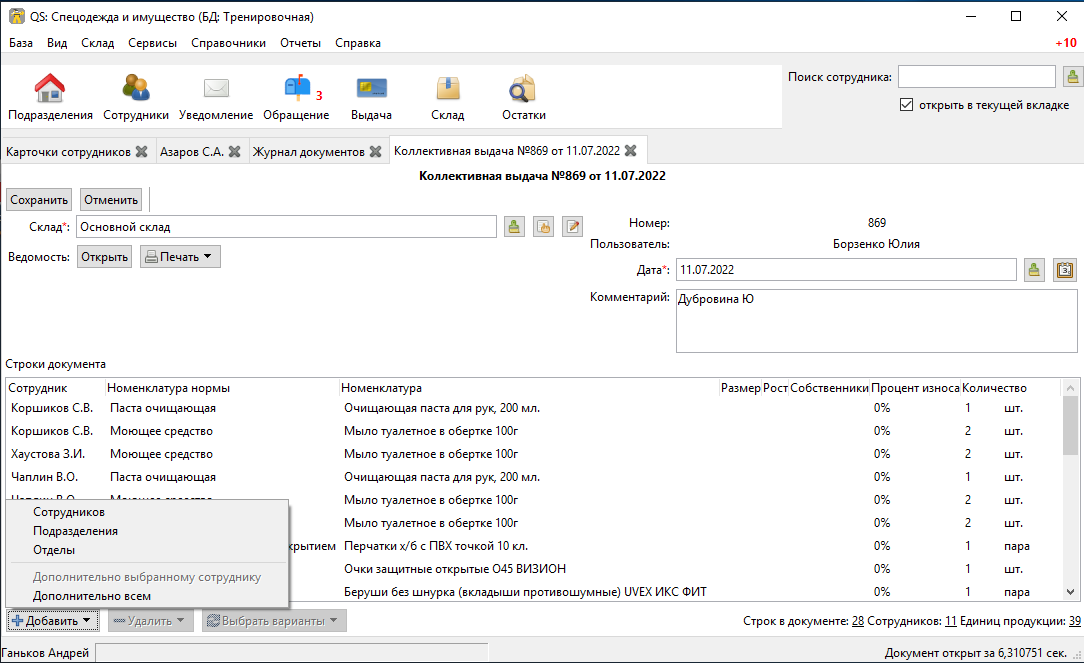 QS: Спецодежда и имущество (БД: Тренировочная)
База Вид Склад Сервисы Справочники Отчеты Справка +10
Подразделения Сотрудники Уведомление Обращение 3 Выдача Склад Остатки
Поиск сотрудника:
открыть в текущей вкладке
Карточки сотрудников Азаров С.А. Журнал документов Коллективная выдача №869 от 11.07.2022
Коллективная выдача №869 от 11.07.2022
Сохранить Отменить
Склад*: Основной склад
Номер: 869
Пользователь: Борзенко Юлия
Ведомость: Открыть Печать
Дата*: 11.07.2022
Комментарий: Дубровина Ю
Строки документа
Сотрудник Номенклатура нормы Номенклатура Размер Рост Собственники Процент износа Количество
Коршиков С.В. Паста очищающая Очищающая паста для рук, 200 мл. 0% 1 шт.
Коршиков С.В. Моющее средство Мыло туалетное в обертке 100г 0% 2 шт.
Хаустова З.И. Моющее средство Мыло туалетное в обертке 100г 0% 2 шт.
Чаплин В.О. Паста очищающая Очищающая паста для рук, 200 мл. 0% 1 шт.
Чаплин В.О. Моющее средство Мыло туалетное в обертке 100г 0% 2 шт.
Мыло туалетное в обертке 100г 0% 2 шт.
крытием Перчатки х/б с ПВХ точкой 10 кл. 0% 1 пара
Очки защитные открытые О45 ВИЗИОН 0% 1 шт.
Беруши без шнурка (вкладыши противошумные) UVEX ИКС ФИТ 0% 1 пара
Сотрудников
Подразделения
Отделы
Дополнительно выбранному сотруднику
Дополнительно всем
Добавить Удалить Выбрать варианты
Строк в документе: 28 Сотрудников: 11 Единиц продукции: 39
Ганьков Андрей
Документ открыт за 6,310751 сек.